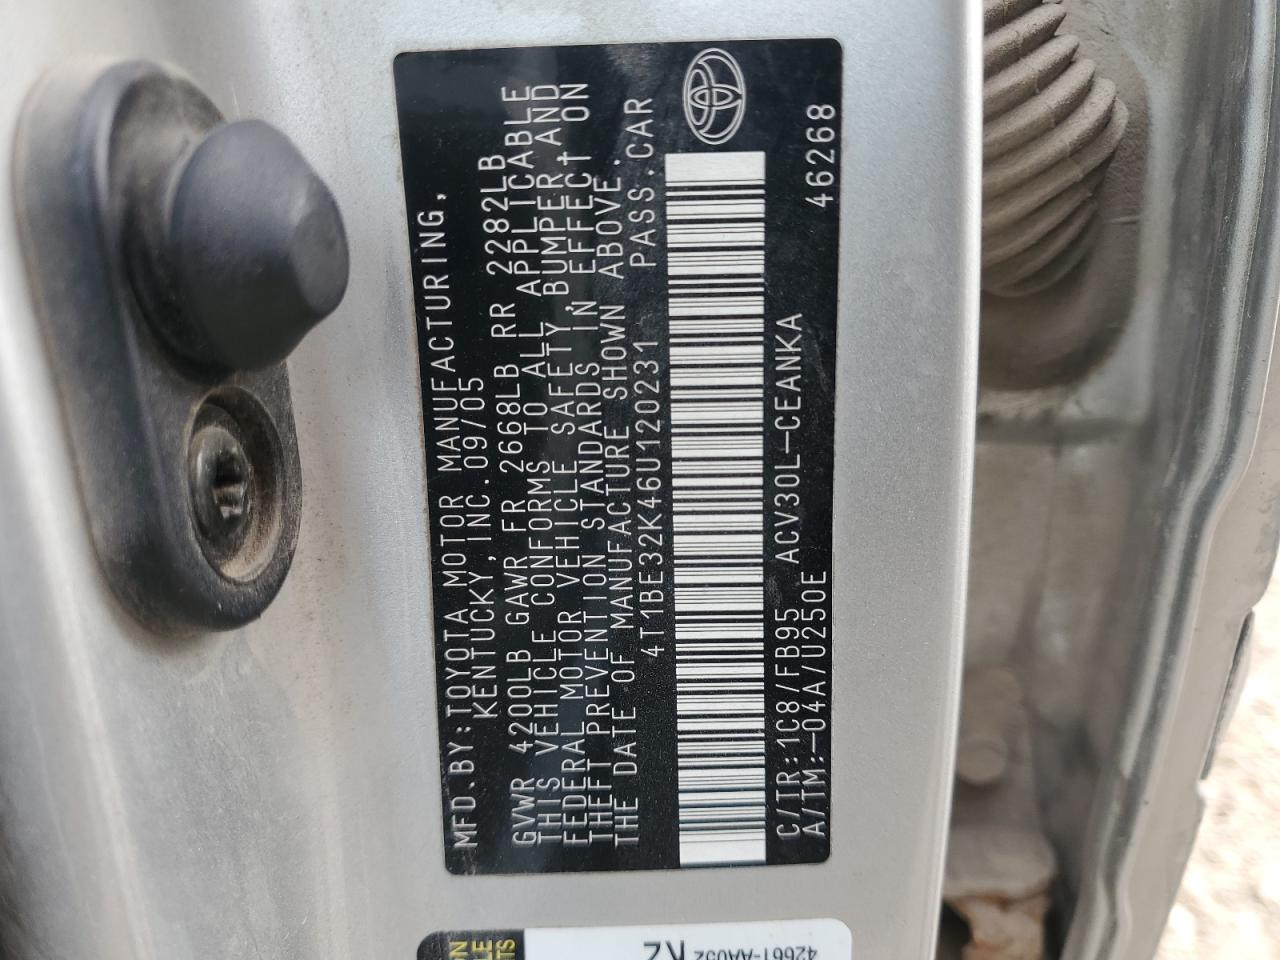 MFD.BY:TOYOTA MOTOR MANUFACTURING,
KENTUCKY,INC.09/05
GVWR 4200LB GAWR FR 2668LB RR 2282LB
THIS VEHICLE CONFORMS TO ALL APPLICABLE
FEDERAL MOTOR VEHICLE SAFETY,BUMPER,AND
THEFT PREVENTION STANDARDS IN EFFECT ON
THE DATE OF MANUFACTURE SHOWN ABOVE.
4T1BE32K46U120231 PASS.CAR
C/TR:1C8/FB95 ACV30L-CEANKA
A/TM:-04A/U250E 46268